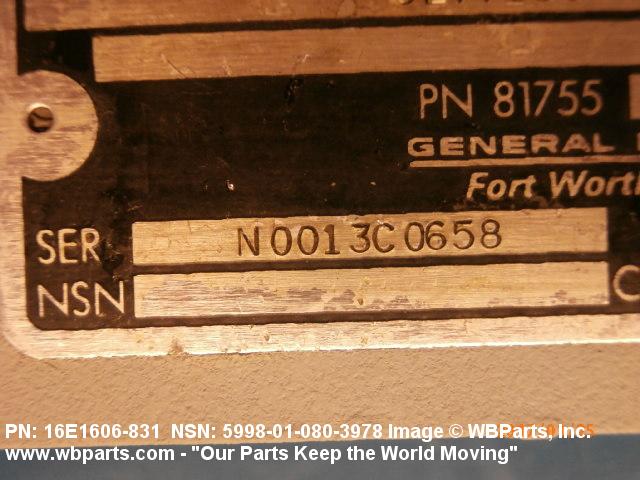 PN 81755
GENERAL
Fort Worth
SER N0013C0658
NSN C
PN: 16E1606-831 NSN: 5998-01-080-3978 Image © WBParts, Inc.
www.wbparts.com - "Our Parts Keep the World Moving"